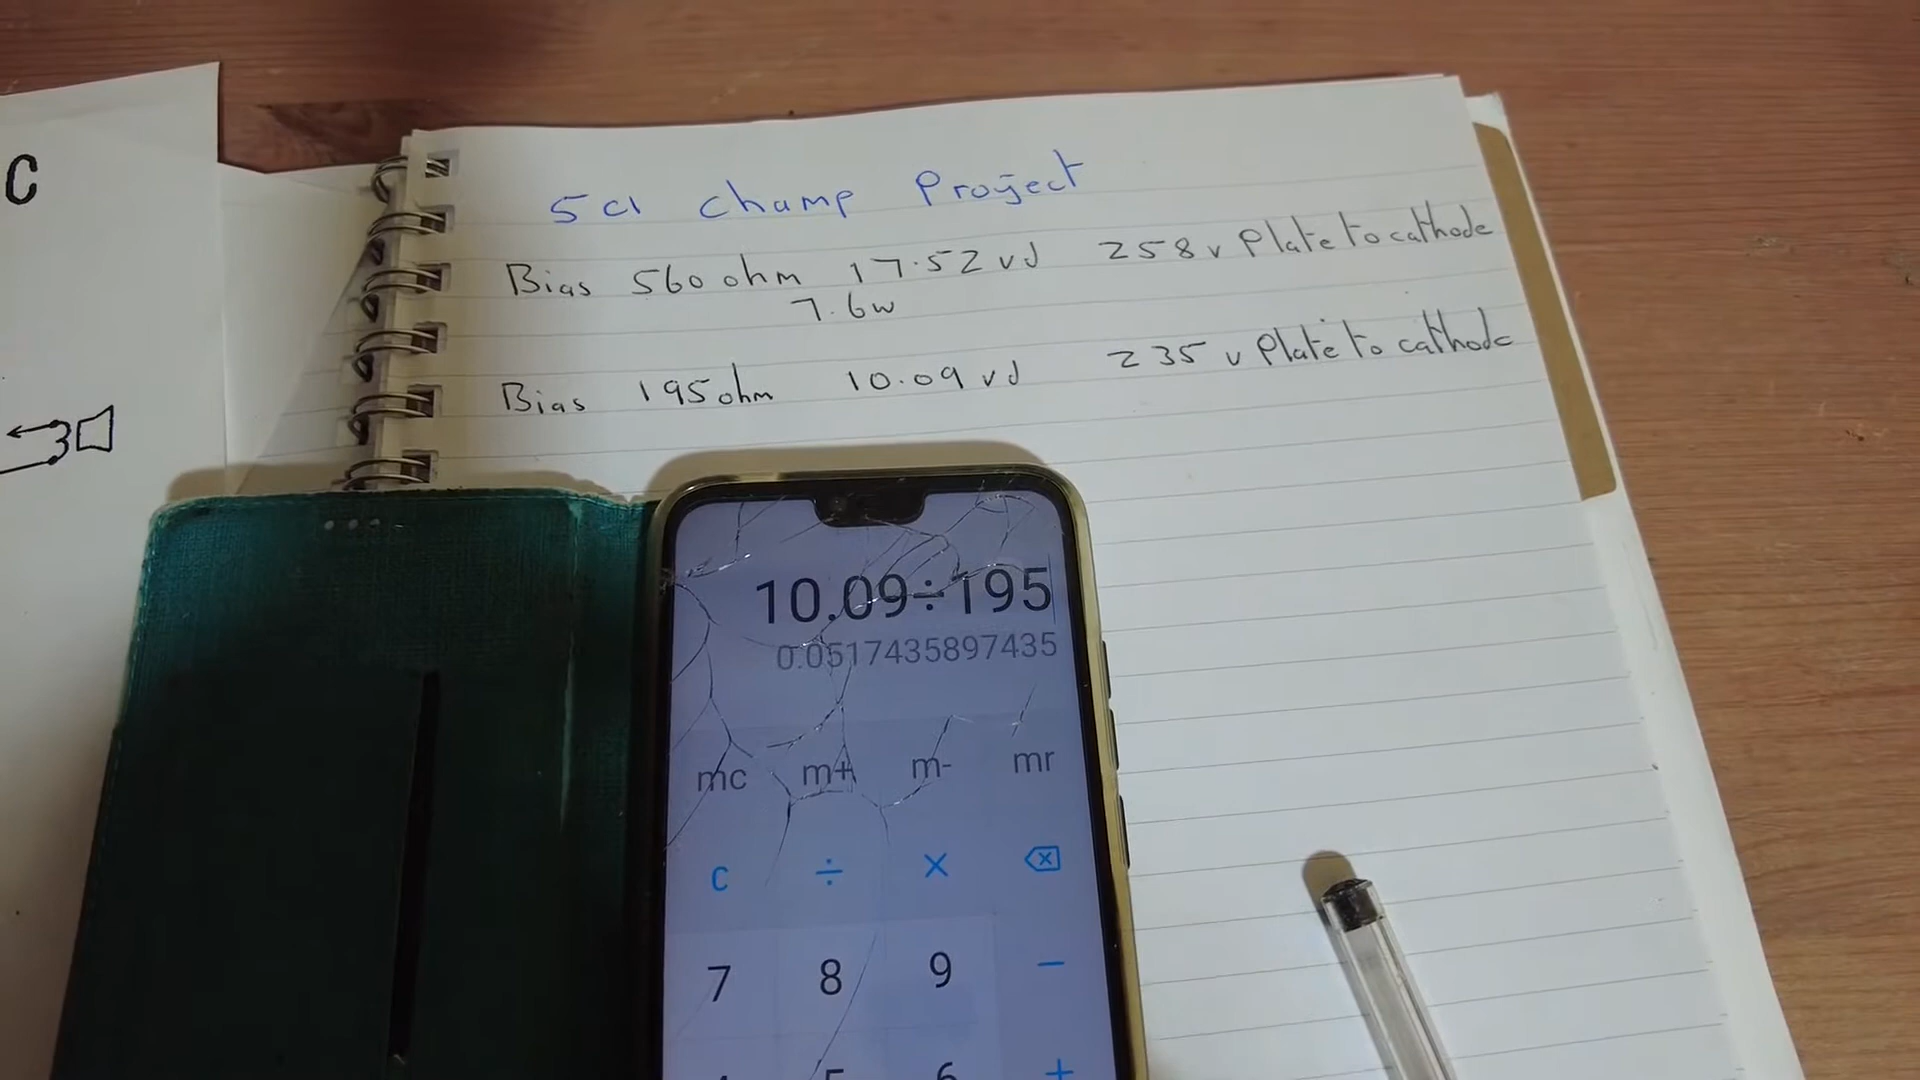 C
5c1 Champ Project
Bias 560 ohm 17.52 vd 258 v Plate to cathode
7.6w
Bias 195 ohm 10.09 vd 235 v Plate to cathode
10.09÷195
0.0517435897435
mc m+ m- mr
C ÷ ×
7 8 9 −
+